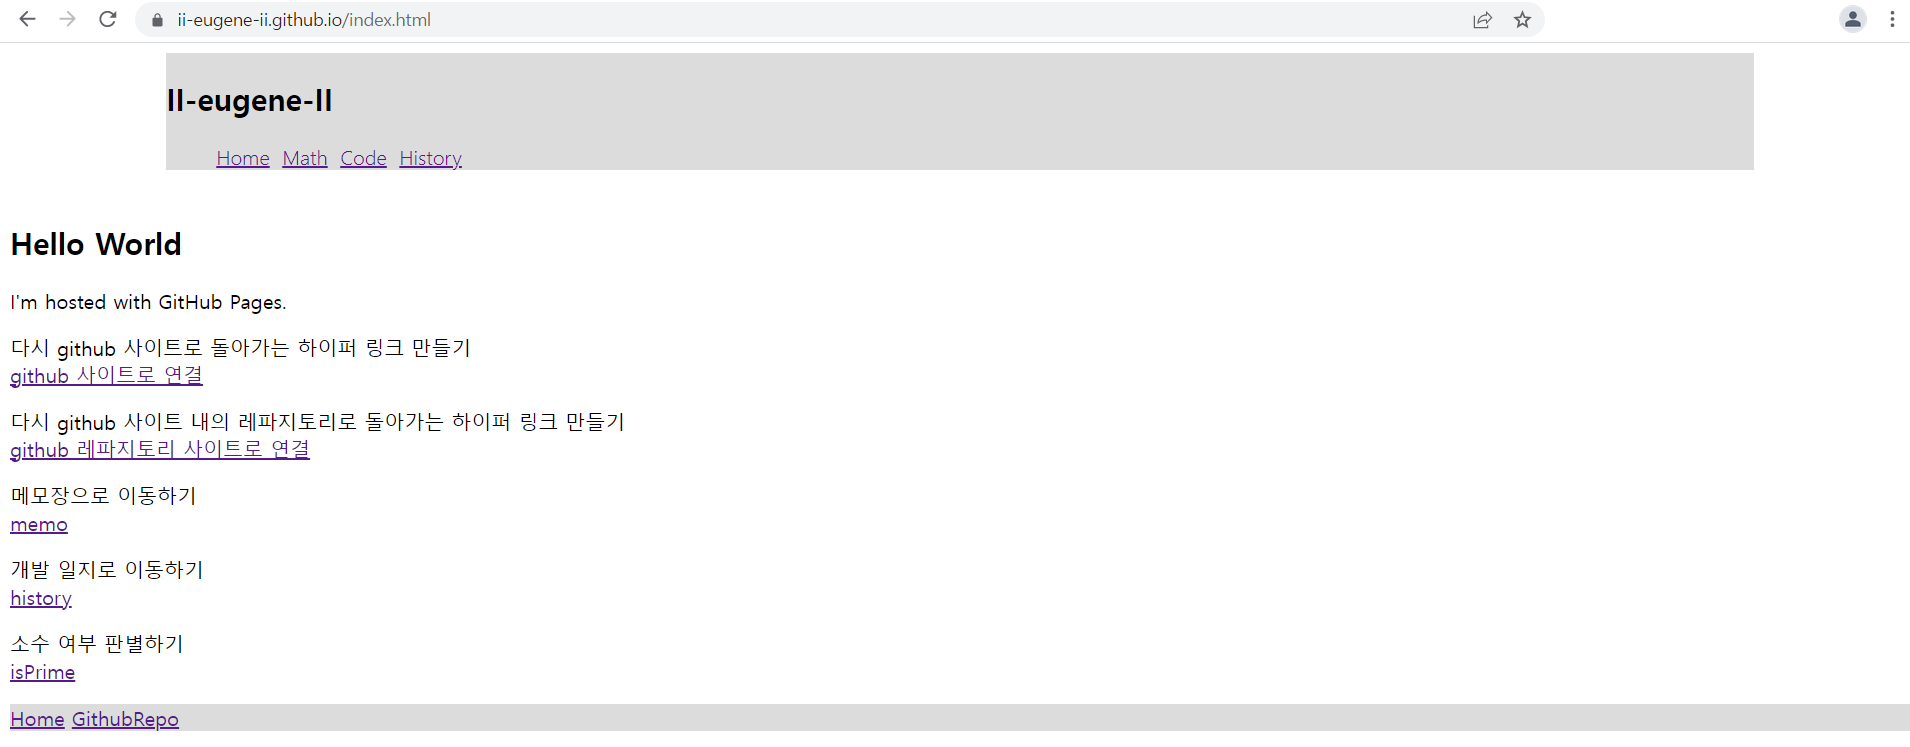 ii-eugene-ii.github.io/index.html
II-eugene-II
Home Math Code History
Hello World
I'm hosted with GitHub Pages.
다시 github 사이트로 돌아가는 하이퍼 링크 만들기
github 사이트로 연결
다시 github 사이트 내의 레파지토리로 돌아가는 하이퍼 링크 만들기
github 레파지토리 사이트로 연결
메모장으로 이동하기
memo
개발 일지로 이동하기
history
소수 여부 판별하기
isPrime
Home GithubRepo